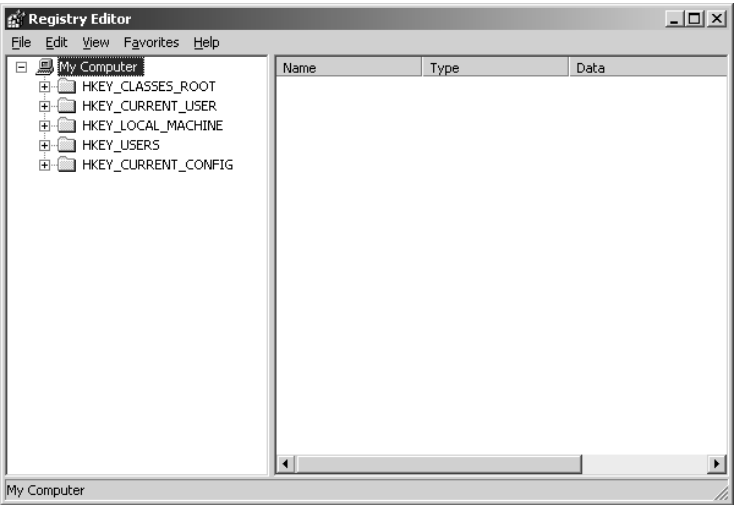 Registry Editor
File Edit View Favorites Help
My Computer
HKEY_CLASSES_ROOT
HKEY_CURRENT_USER
HKEY_LOCAL_MACHINE
HKEY_USERS
HKEY_CURRENT_CONFIG
Name Type Data
My Computer